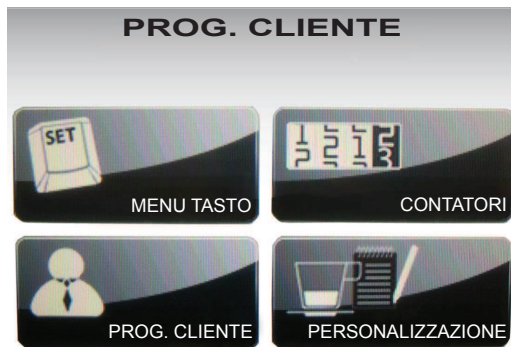 PROG. CLIENTE
SET
MENU TASTO
CONTATORI
PROG. CLIENTE
PERSONALIZZAZIONE